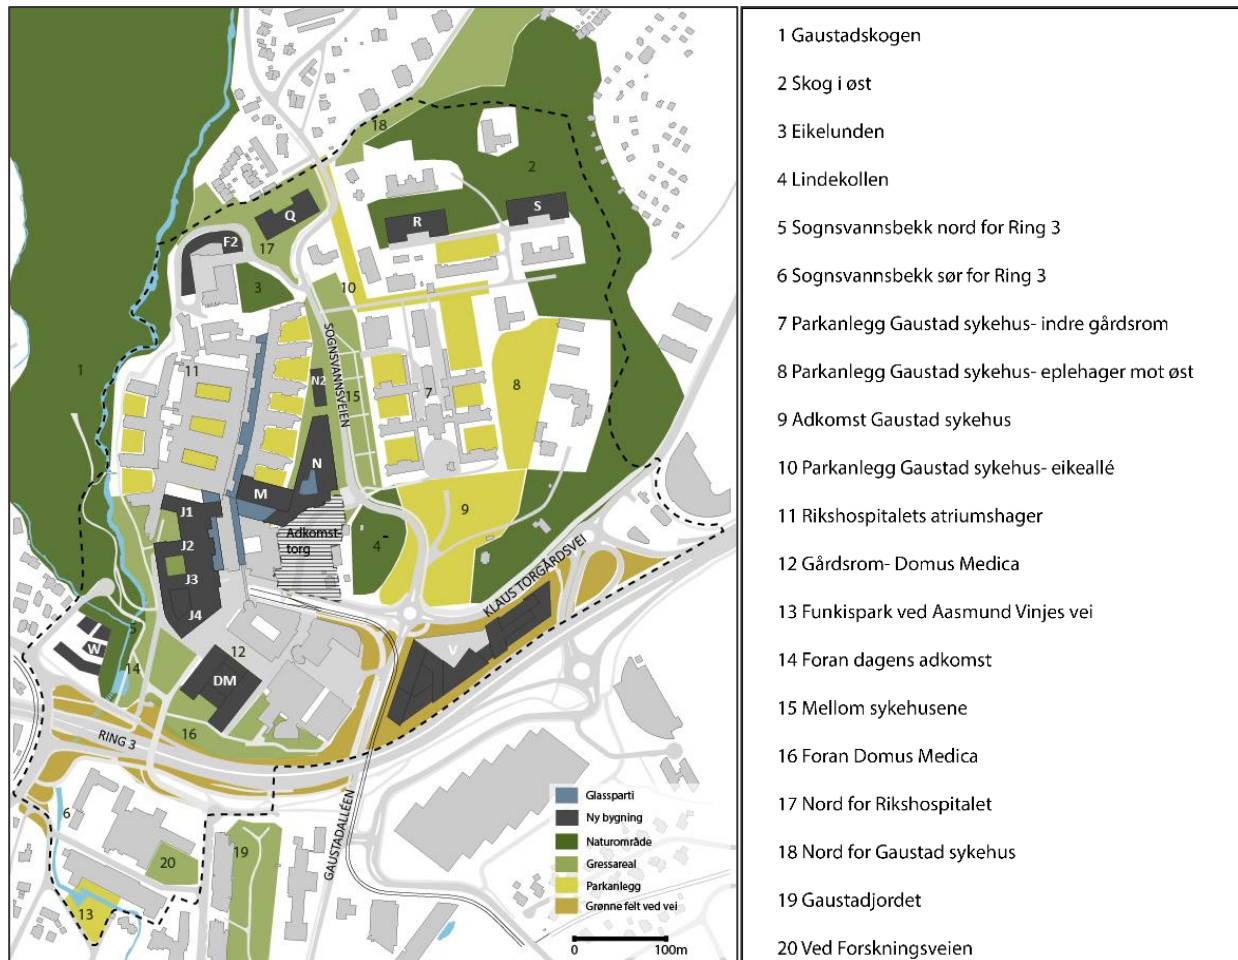 18
2
Q
R
S
F2
17
3
10
SOGNSVANNSVEIEN
1
11
N2
15
7
8
N
M
J1
9
Adkomst-
torg
J2
4
J3
KLAUS TORGÅRDSVEI
J4
5
12
W
V
14
DM
16
RING 3
Glassparti
Ny bygning
Naturområde
Gressareal
Parkanlegg
Grønne felt ved vei
6
GAUSTADALLÉEN
19
20
13
0 100m
1 Gaustadskogen
2 Skog i øst
3 Eikelunden
4 Lindekollen
5 Sognsvannsbekk nord for Ring 3
6 Sognsvannsbekk sør for Ring 3
7 Parkanlegg Gaustad sykehus- indre gårdsrom
8 Parkanlegg Gaustad sykehus- eplehager mot øst
9 Adkomst Gaustad sykehus
10 Parkanlegg Gaustad sykehus- eikeallé
11 Rikshospitalets atriumshager
12 Gårdsrom- Domus Medica
13 Funkispark ved Aasmund Vinjes vei
14 Foran dagens adkomst
15 Mellom sykehusene
16 Foran Domus Medica
17 Nord for Rikshospitalet
18 Nord for Gaustad sykehus
19 Gaustadjordet
20 Ved Forskningsveien